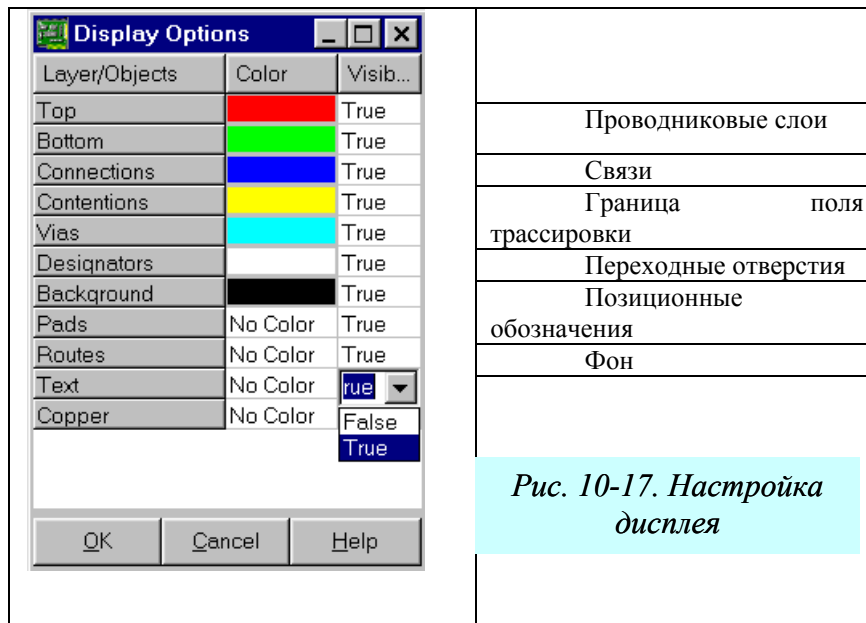 Display Options
Layer/Objects Color Visib...
Top True
Bottom True
Connections True
Contentions True
Vias True
Designators True
Background True
Pads No Color True
Routes No Color True
Text No Color rue
Copper No Color False
True
OK Cancel Help
Проводниковые слои
Связи
Граница поля
трассировки
Переходные отверстия
Позиционные
обозначения
Фон
Рис. 10-17. Настройка
дисплея